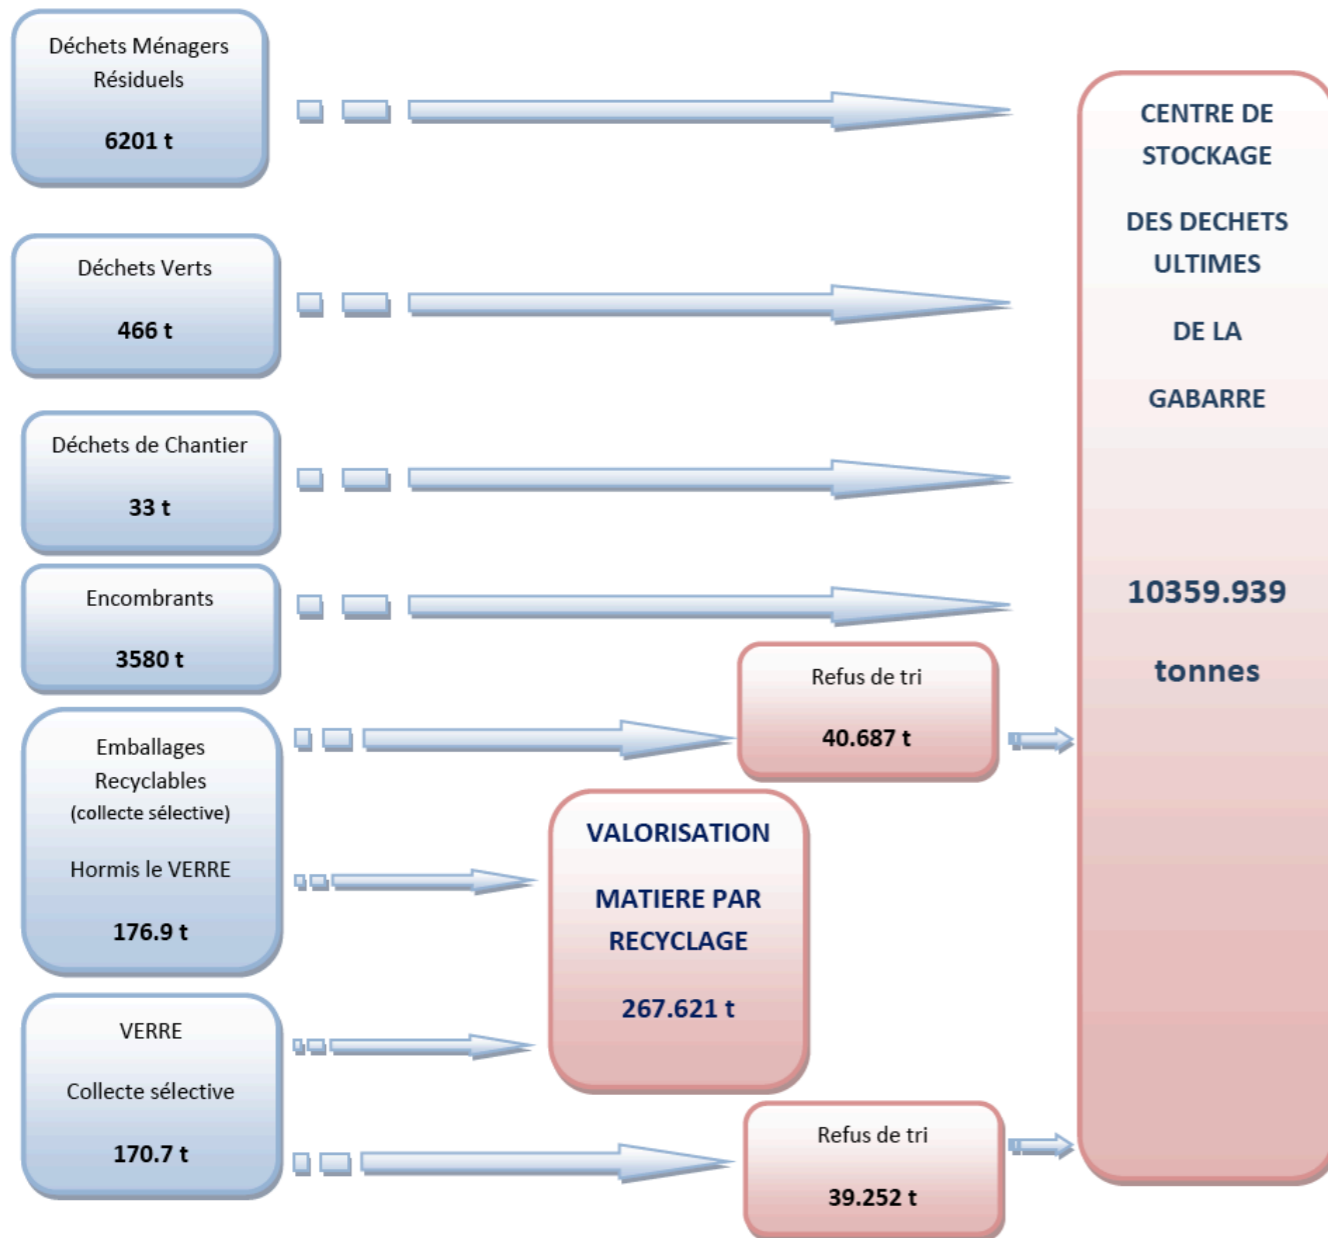 Déchets Ménagers
Résiduels
6201 t
Déchets Verts
466 t
Déchets de Chantier
33 t
Encombrants
3580 t
Emballages
Recyclables
(collecte sélective)
Hormis le VERRE
176.9 t
VERRE
Collecte sélective
170.7 t
Refus de tri
40.687 t
VALORISATION
MATIERE PAR
RECYCLAGE
267.621 t
Refus de tri
39.252 t
CENTRE DE
STOCKAGE
DES DECHETS
ULTIMES
DE LA
GABARRE
10359.939
tonnes